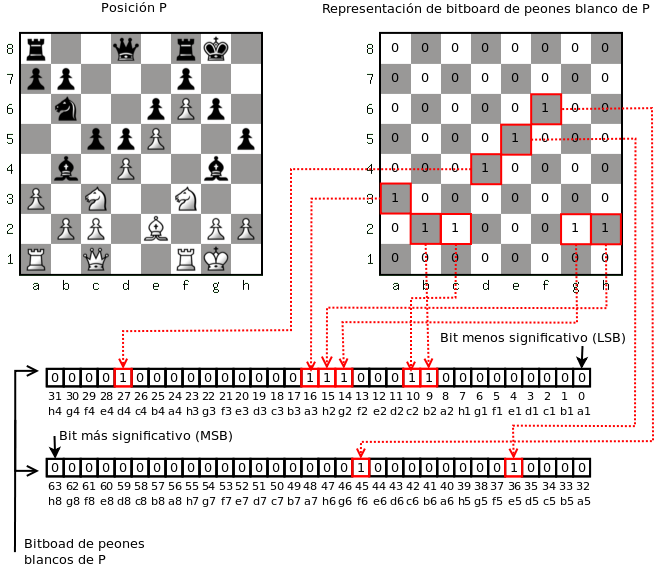 Posición P
Representación de bitboard de peones blanco de P
8 8 0 0 0 0 0 0 0 0
7 7 0 0 0 0 0 0 0 0
6 6 0 0 0 0 0 1 0 0
5 5 0 0 0 0 1 0 0 0
4 4 0 0 0 1 0 0 0 0
3 3 1 0 0 0 0 0 0 0
2 2 0 1 1 0 0 0 1 1
1 1 0 0 0 0 0 0 0 0
a b c d e f g h a b c d e f g h
Bit menos significativo (LSB)
0 0 0 0 1 0 0 0 0 0 0 0 0 0 0 1 1 1 0 0 0 1 1 0 0 0 0 0 0 0 0 0
31 30 29 28 27 26 25 24 23 22 21 20 19 18 17 16 15 14 13 12 11 10 9 8 7 6 5 4 3 2 1 0
h4 g4 f4 e4 d4 c4 b4 a4 h3 g3 f3 e3 d3 c3 b3 a3 h2 g2 f2 e2 d2 c2 b2 a2 h1 g1 f1 e1 d1 c1 b1 a1
Bit más significativo (MSB)
0 0 0 0 0 0 0 0 0 0 0 0 0 0 0 0 0 0 1 0 0 0 0 0 0 0 0 1 0 0 0 0
63 62 61 60 59 58 57 56 55 54 53 52 51 50 49 48 47 46 45 44 43 42 41 40 39 38 37 36 35 34 33 32
h8 g8 f8 e8 d8 c8 b8 a8 h7 g7 f7 e7 d7 c7 b7 a7 h6 g6 f6 e6 d6 c6 b6 a6 h5 g5 f5 e5 d5 c5 b5 a5
Bitboad de peones
blancos de P